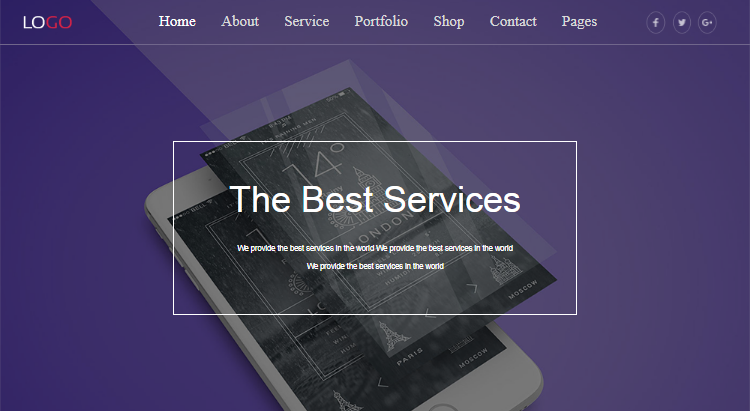 LOGO
Home About Service Portfolio Shop Contact Pages
14°
LONDON
The Best Services
We provide the best services in the world We provide the best services in the world
We provide the best services in the world
MOSCOW
PARIS
MOSCOW